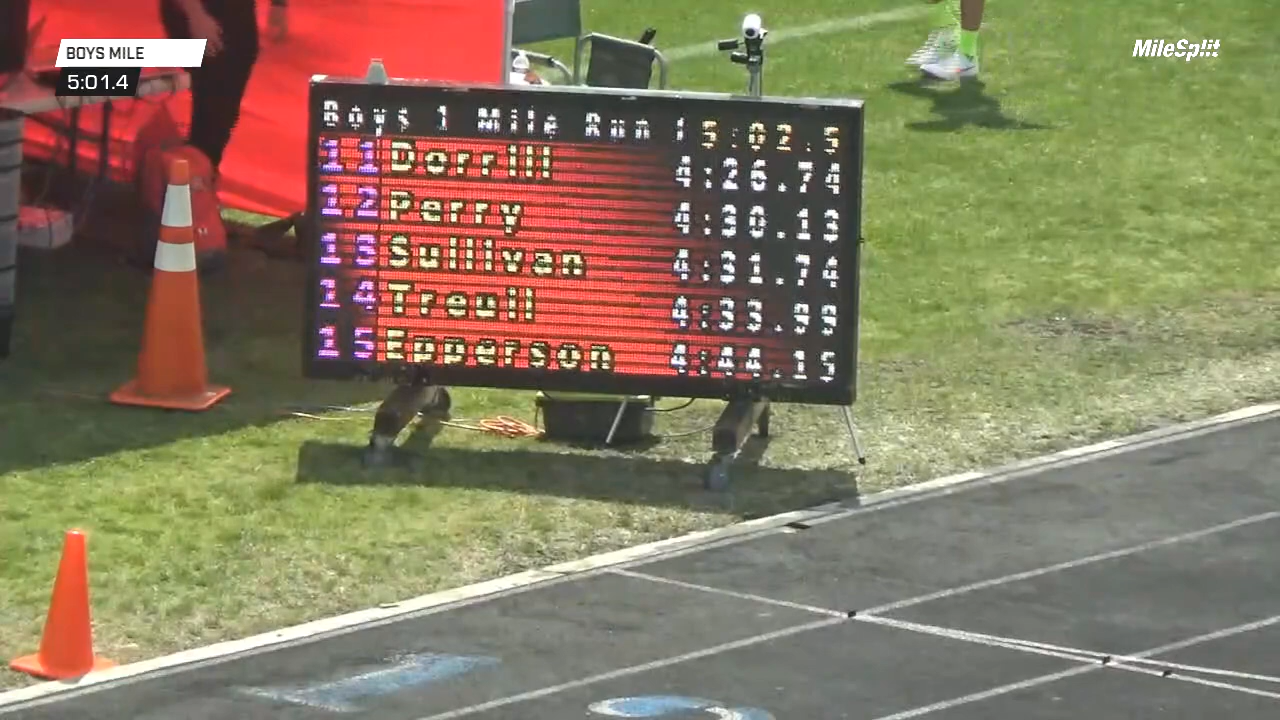 BOYS MILE
5:01.4
MileSplit
Boys 1 Mile Run 5:02.5
11 Dorrill 4:26.74
12 Perry 4:30.13
13 Sullivan 4:31.74
14 Treuil 4:33.99
15 Epperson 4:44.15